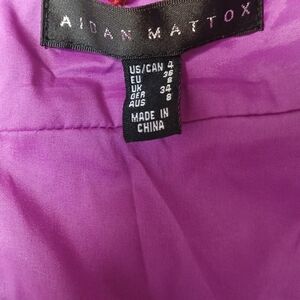 AIDAN MATTOX
US/CAN 4
EU 36
UK 8
GER 34
AUS 8
MADE IN
CHINA